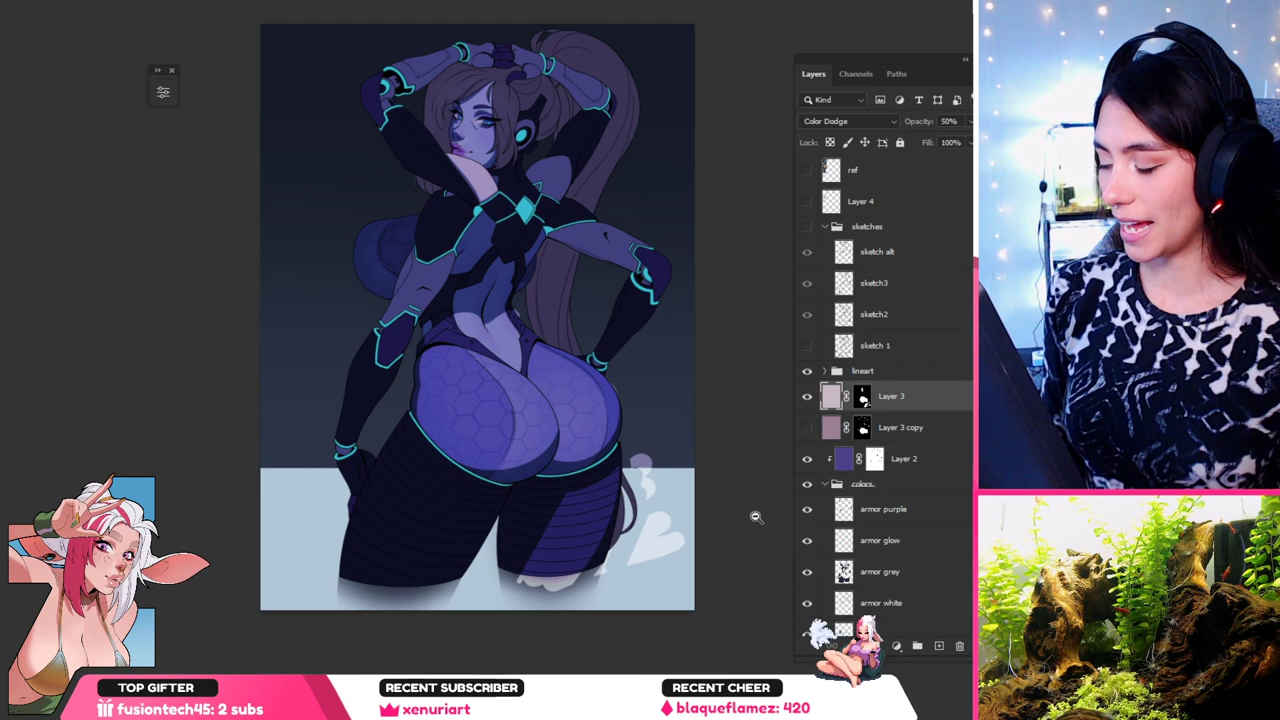 Layers Channels Paths
Kind
Color Dodge Opacity: 50%
Lock: Fill: 100%
ref
Layer 4
sketches
sketch alt
sketch3
sketch2
sketch 1
lineart
Layer 3
Layer 3 copy
Layer 2
colors
armor purple
armor glow
armor grey
armor white
TOP GIFTER RECENT SUBSCRIBER RECENT CHEER
fusiontech45: 2 subs xenuriart blaqueflamez: 420